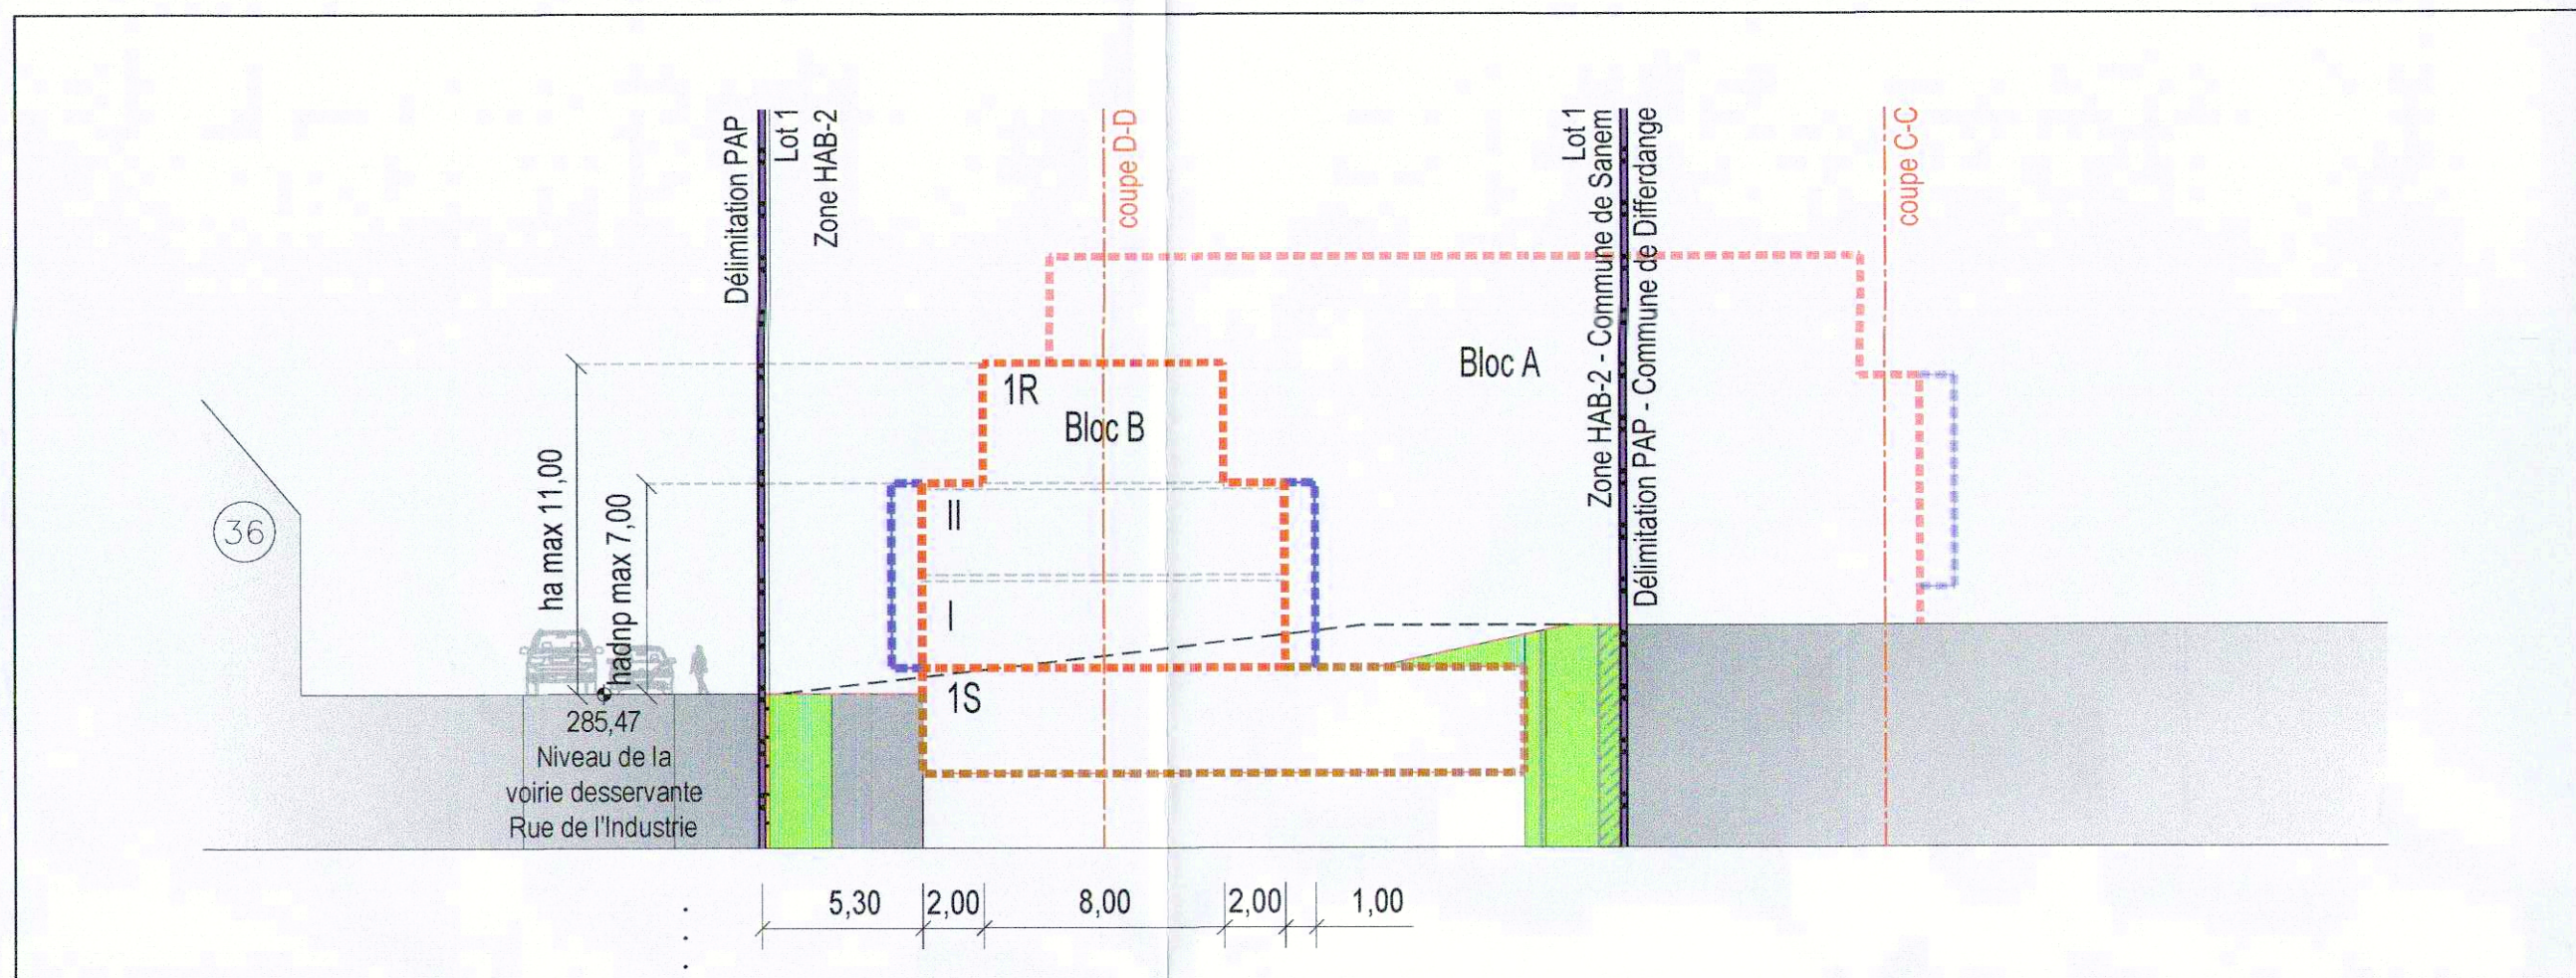 Délimitation PAP
Lot 1
Zone HAB-2
coupe D-D
Lot 1
Zone HAB-2 - Commune de Sanem
Délimitation PAP - Commune de Differdange
coupe C-C
1R
Bloc B
Bloc A
36
ha max 11,00
hadnp max 7,00
II
I
1S
285,47
Niveau de la
voirie desservante
Rue de l'Industrie
5,30
2,00
8,00
2,00
1,00